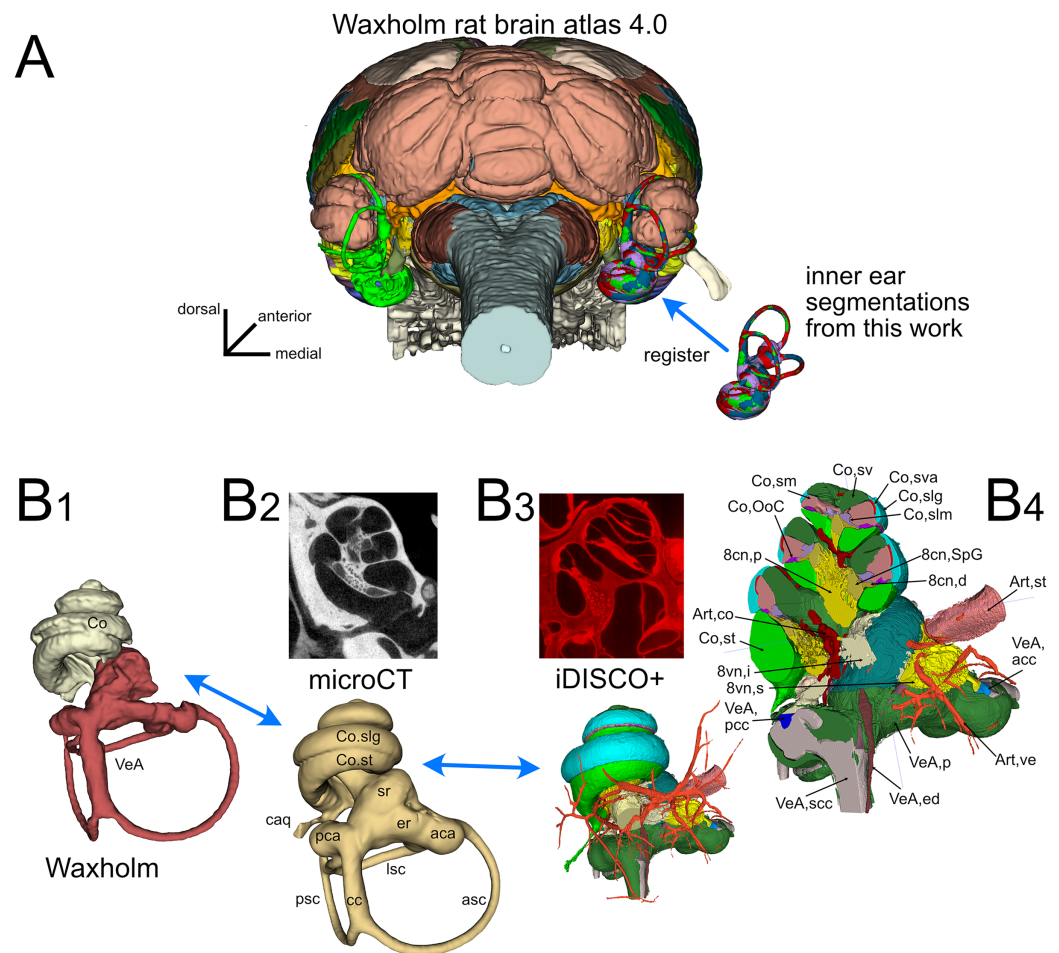 Waxholm rat brain atlas 4.0
A
dorsal
anterior
medial
inner ear
segmentations
from this work
register
B1
Co
VeA
Waxholm
B2
microCT
Co.slg
Co.st
sr
caq
pca
er
aca
lsc
psc
cc
asc
B3
iDISCO+
B4
Co,sv
Co,sm
Co,sva
Co,slg
Co,OoC
Co,slm
8cn,p
8cn,SpG
8cn,d
Art,st
Art,co
Co,st
VeA,
acc
8vn,i
8vn,s
VeA,
pcc
VeA,p
Art,ve
VeA,scc
VeA,ed